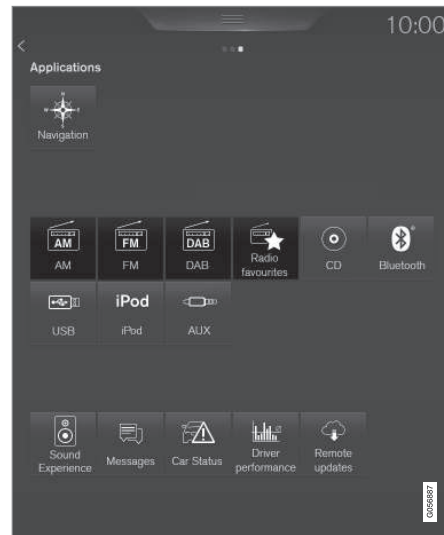 10:00
Applications
N
W E
S
Navigation
AM FM DAB
AM FM DAB Radio favourites CD Bluetooth
iPod
USB iPod AUX
Sound Experience Messages Car Status Driver performance Remote updates
G056887